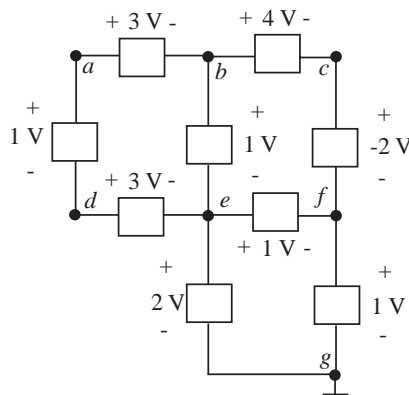 + 3 V -
+ 4 V -
a
b
c
+
1 V
-
+
1 V
-
+
-2 V
-
d
+ 3 V -
e
f
+ 1 V -
+
2 V
-
+
1 V
-
g